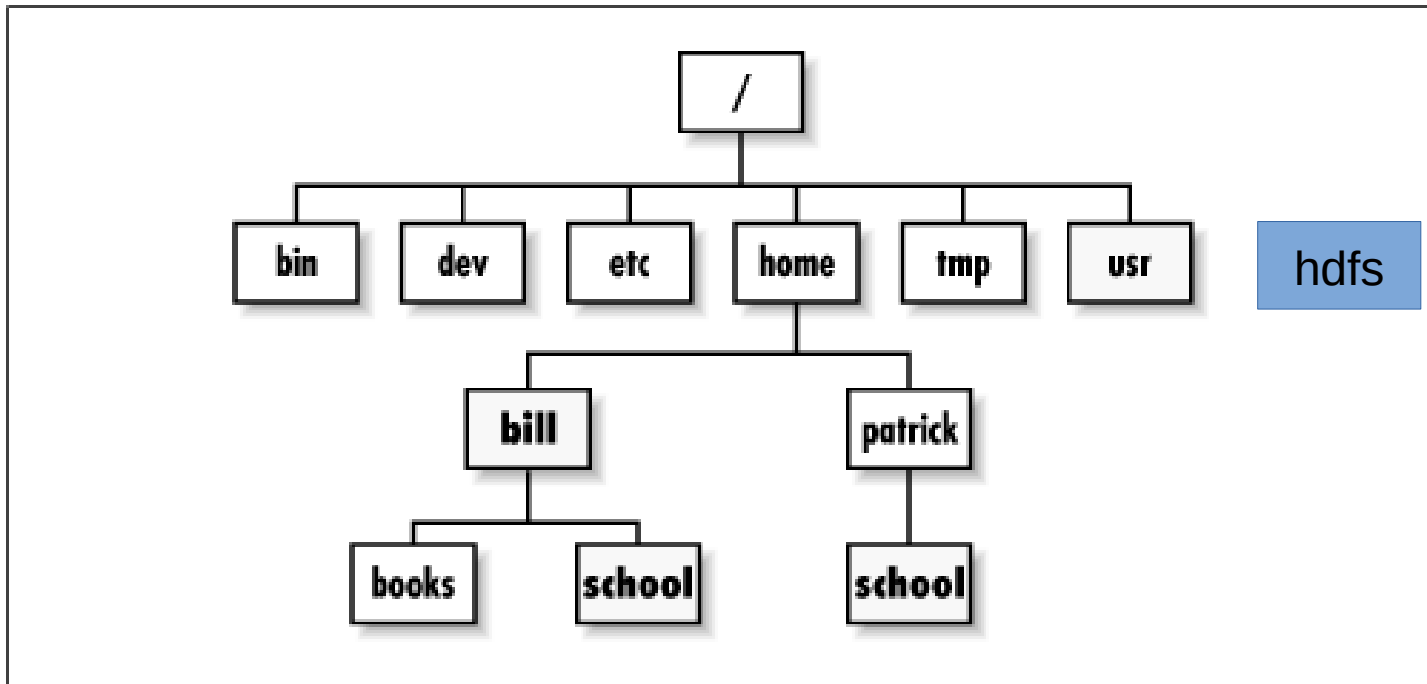 /
bin
dev
etc
home
tmp
usr
hdfs
bill
patrick
books
school
school